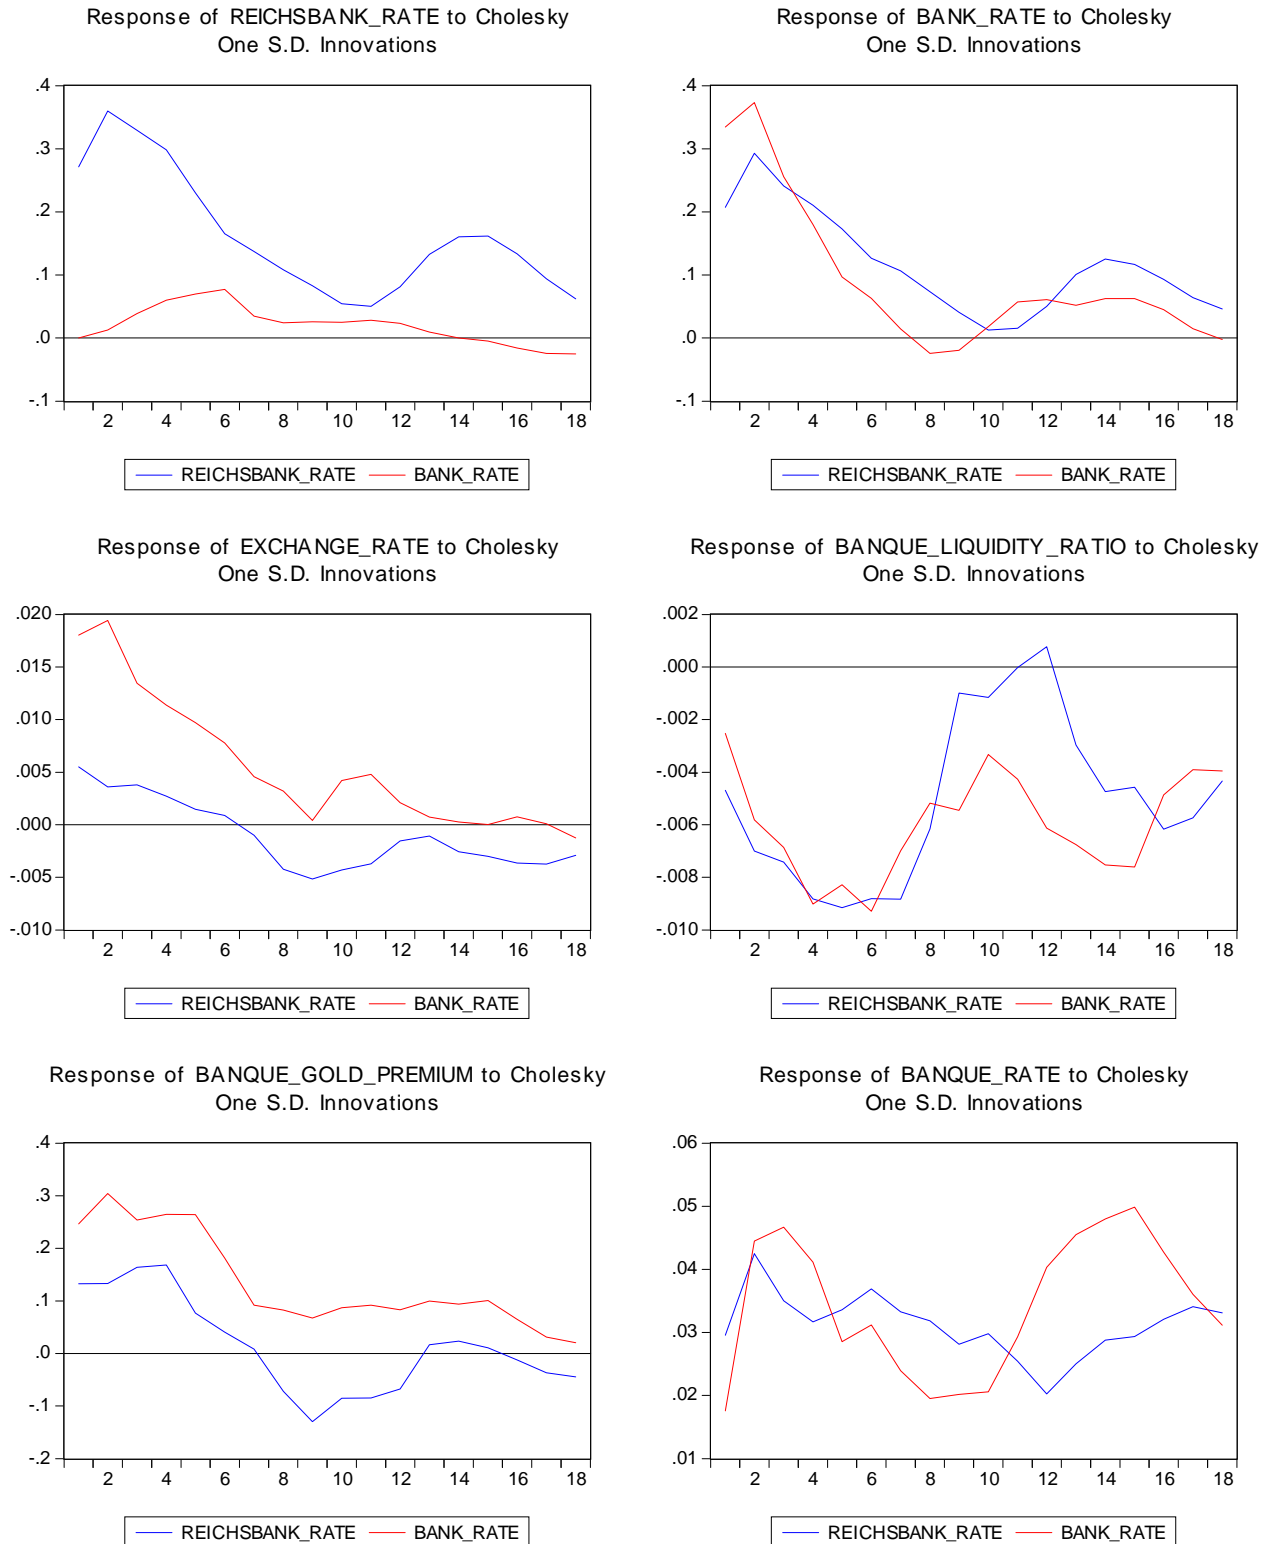 Response of REICHSBANK_RATE to Cholesky
One S.D. Innovations
.4
.3
.2
.1
.0
-.1
2 4 6 8 10 12 14 16 18
REICHSBANK_RATE BANK_RATE
Response of BANK_RATE to Cholesky
One S.D. Innovations
.4
.3
.2
.1
.0
-.1
2 4 6 8 10 12 14 16 18
REICHSBANK_RATE BANK_RATE
Response of EXCHANGE_RATE to Cholesky
One S.D. Innovations
.020
.015
.010
.005
.000
-.005
-.010
2 4 6 8 10 12 14 16 18
REICHSBANK_RATE BANK_RATE
Response of BANQUE_LIQUIDITY_RATIO to Cholesky
One S.D. Innovations
.002
.000
-.002
-.004
-.006
-.008
-.010
2 4 6 8 10 12 14 16 18
REICHSBANK_RATE BANK_RATE
Response of BANQUE_GOLD_PREMIUM to Cholesky
One S.D. Innovations
.4
.3
.2
.1
.0
-.1
-.2
2 4 6 8 10 12 14 16 18
REICHSBANK_RATE BANK_RATE
Response of BANQUE_RATE to Cholesky
One S.D. Innovations
.06
.05
.04
.03
.02
.01
2 4 6 8 10 12 14 16 18
REICHSBANK_RATE BANK_RATE